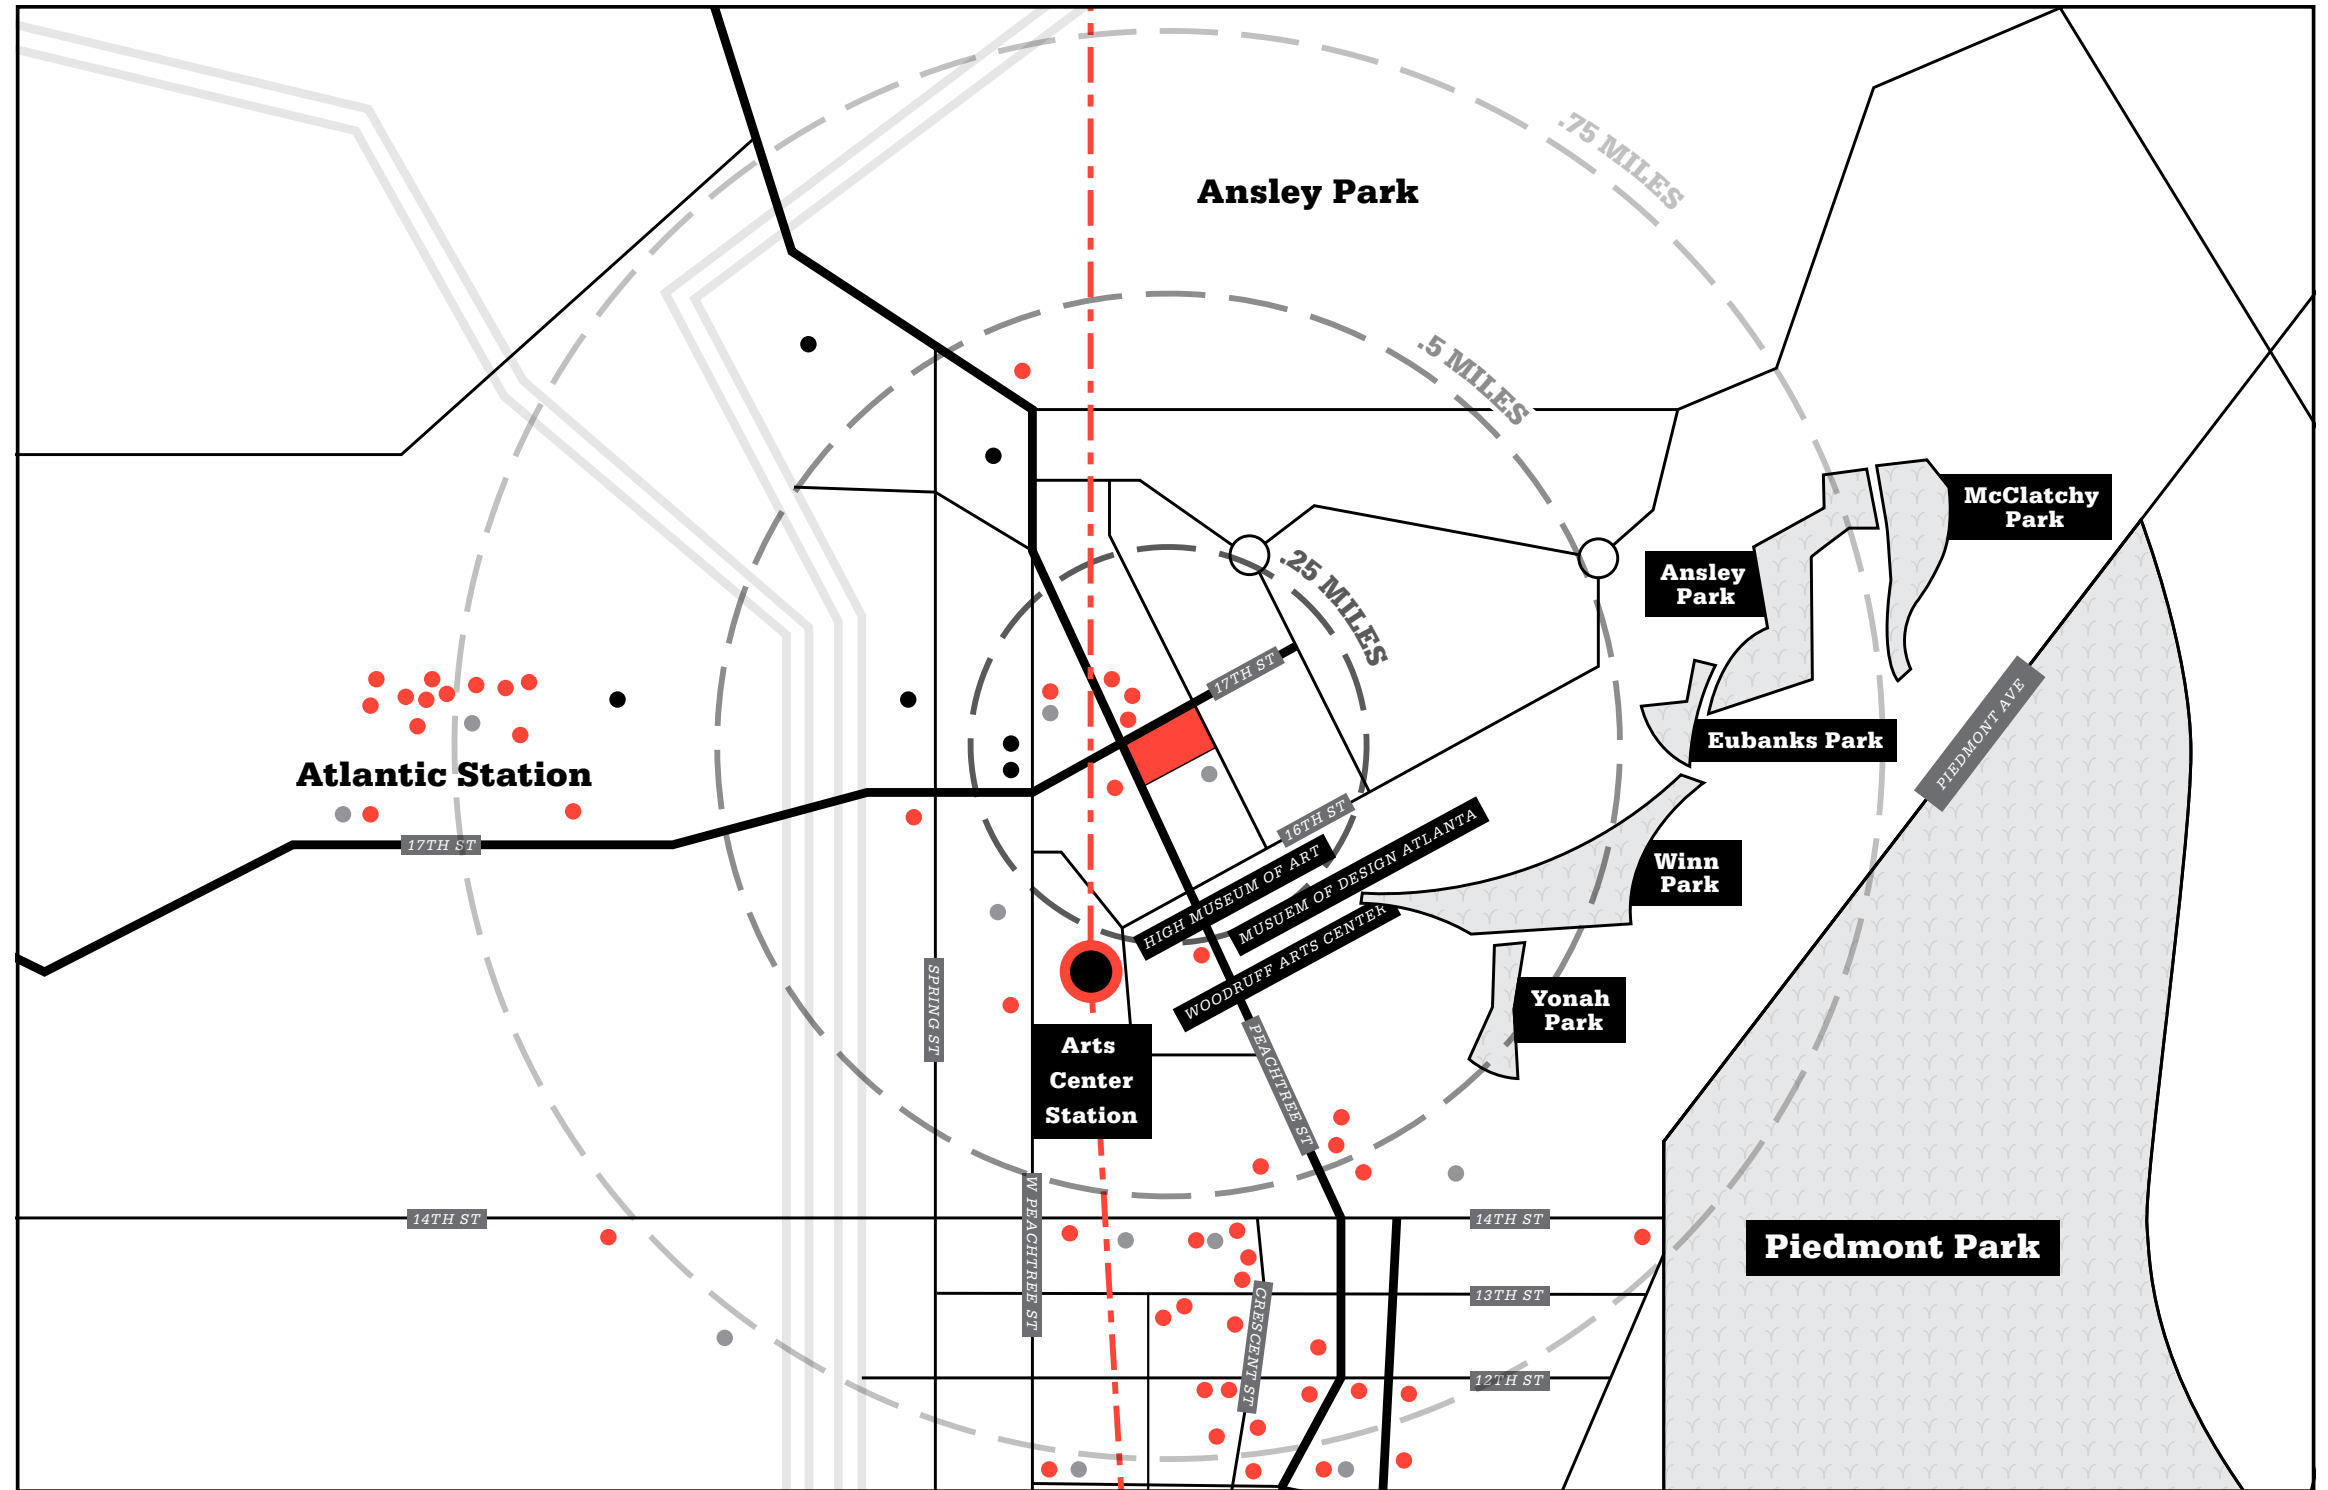 .75 MILES
Ansley Park
.5 MILES
McClatchy
Park
.25 MILES
Ansley
Park
17TH ST
PIEDMONT AVE
Eubanks Park
Atlantic Station
16TH ST
17TH ST
HIGH MUSEUM OF ART
MUSUEM OF DESIGN ATLANTA
WOODRUFF ARTS CENTER
Winn
Park
SPRING ST
Yonah
Park
Arts
Center
Station
PEACHTREE ST
W PEACHTREE ST
14TH ST
14TH ST
Piedmont Park
13TH ST
CRESCENT ST
12TH ST